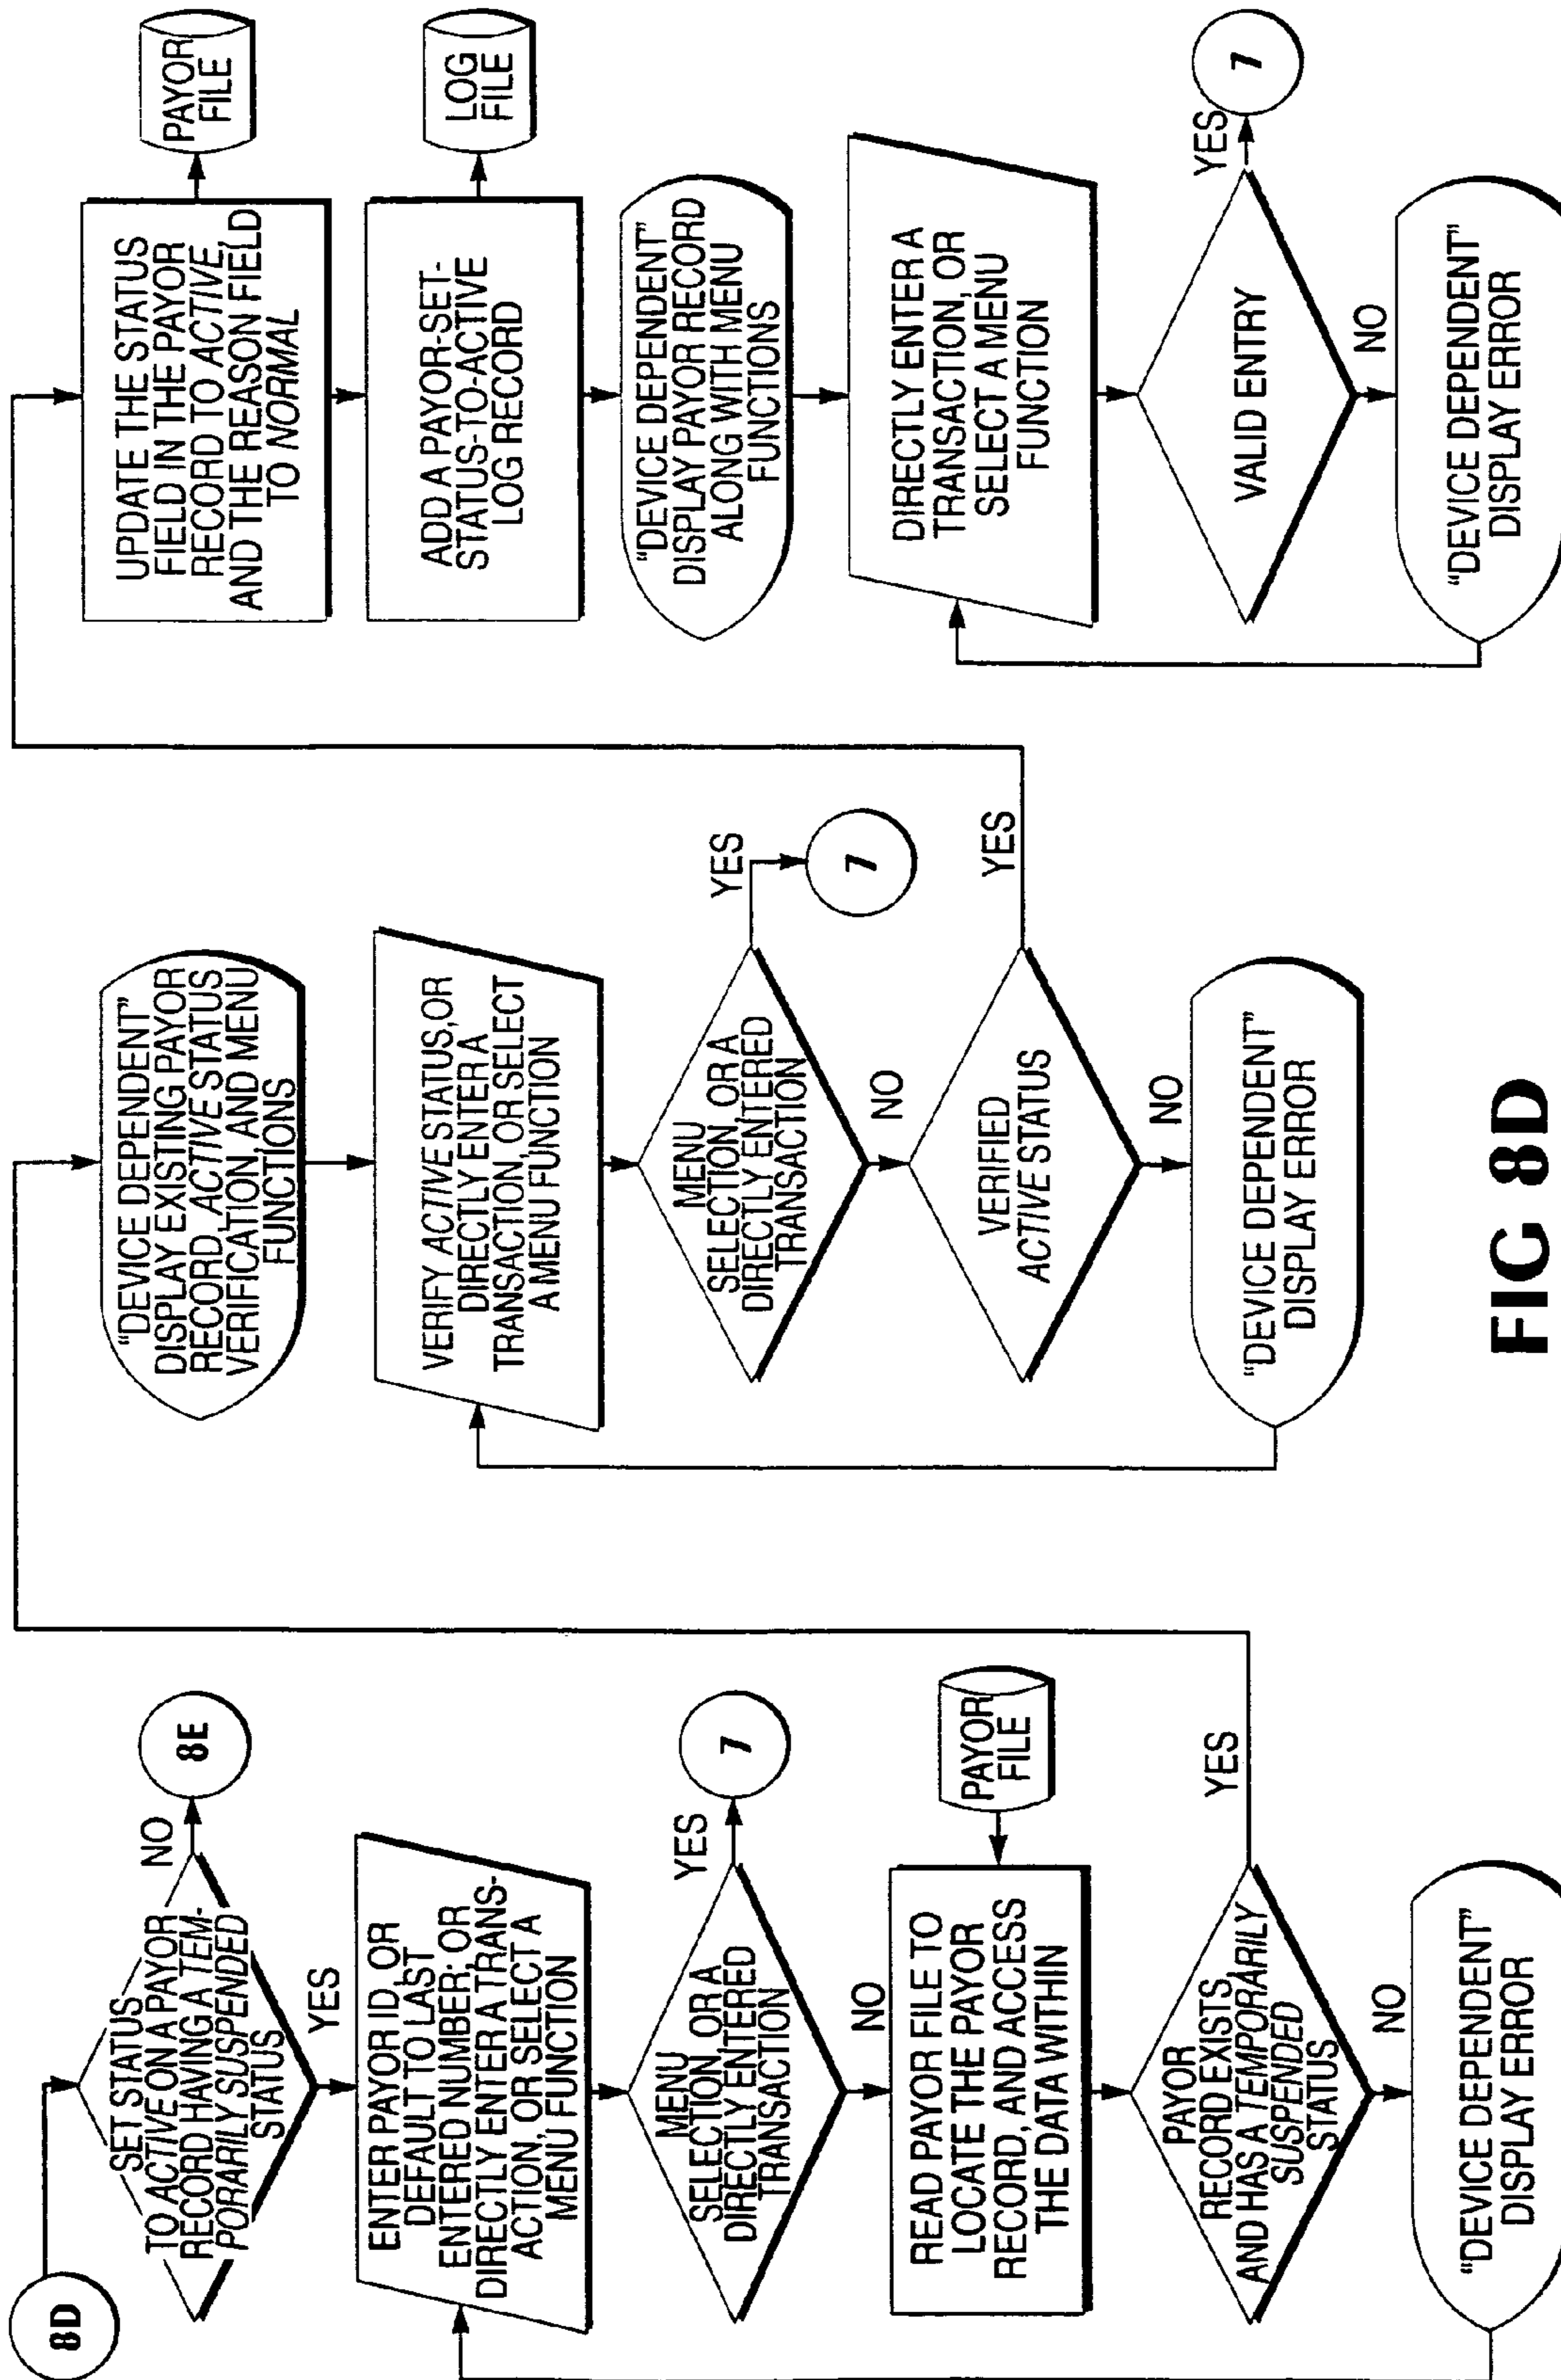 8D
SET STATUS
TO ACTIVE ON A PAYOR
RECORD HAVING A TEM-
PORARILY SUSPENDED
STATUS
NO
8E
YES
ENTER PAYOR ID, OR
DEFAULT TO LAST
ENTERED NUMBER; OR
DIRECTLY ENTER A TRANS-
ACTION, OR SELECT A
MENU FUNCTION
MENU
SELECTION, OR A
DIRECTLY ENTERED
TRANSACTION
YES
7
NO
READ PAYOR FILE TO
LOCATE THE PAYOR
RECORD, AND ACCESS
THE DATA WITHIN
PAYOR
FILE
PAYOR
RECORD EXISTS,
AND HAS A TEMPORARILY
SUSPENDED
STATUS
YES
NO
"DEVICE DEPENDENT"
DISPLAY ERROR
"DEVICE DEPENDENT"
DISPLAY EXISTING PAYOR
RECORD, ACTIVE STATUS
VERIFICATION, AND MENU
FUNCTIONS
VERIFY ACTIVE STATUS, OR
DIRECTLY ENTER A
TRANSACTION, OR SELECT
A MENU FUNCTION
MENU
SELECTION, OR A
DIRECTLY ENTERED
TRANSACTION
YES
7
NO
VERIFIED
ACTIVE STATUS
YES
NO
"DEVICE DEPENDENT"
DISPLAY ERROR
UPDATE THE STATUS
FIELD IN THE PAYOR
RECORD TO ACTIVE,
AND THE REASON FIELD
TO NORMAL
PAYOR
FILE
ADD A PAYOR-SET-
STATUS-TO-ACTIVE
LOG RECORD
LOG
FILE
"DEVICE DEPENDENT"
DISPLAY PAYOR RECORD
ALONG WITH MENU
FUNCTIONS
DIRECTLY ENTER A
TRANSACTION, OR
SELECT A MENU
FUNCTION
VALID ENTRY
YES
7
NO
"DEVICE DEPENDENT"
DISPLAY ERROR
FIG 8D